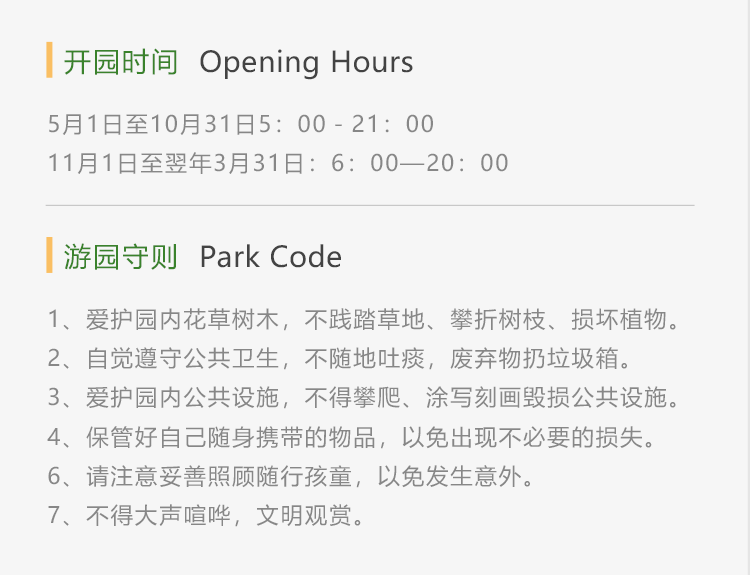 开园时间 Opening Hours
5月1日至10月31日5：00 - 21：00
11月1日至翌年3月31日：6：00—20：00
游园守则 Park Code
1、爱护园内花草树木，不践踏草地、攀折树枝、损坏植物。
2、自觉遵守公共卫生，不随地吐痰，废弃物扔垃圾箱。
3、爱护园内公共设施，不得攀爬、涂写刻画毁损公共设施。
4、保管好自己随身携带的物品，以免出现不必要的损失。
6、请注意妥善照顾随行孩童，以免发生意外。
7、不得大声喧哗，文明观赏。